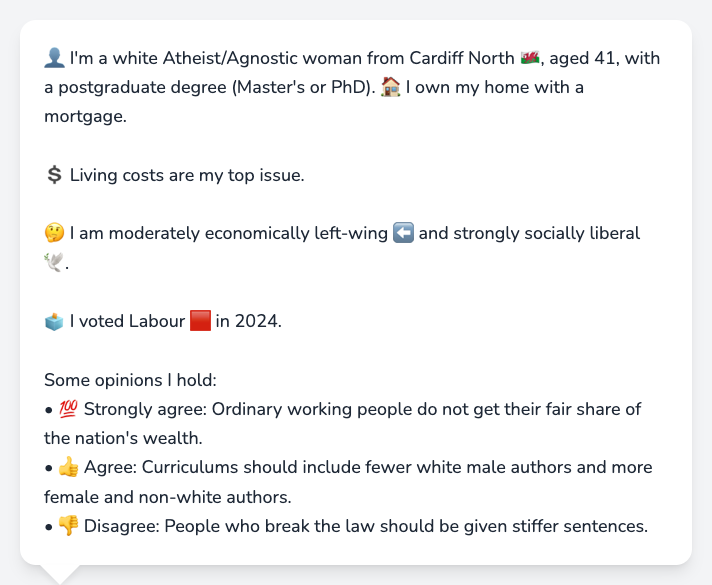 👤 I'm a white Atheist/Agnostic woman from Cardiff North 🏴󠁧󠁢󠁷󠁬󠁳󠁿, aged 41, with
a postgraduate degree (Master's or PhD). 🏠 I own my home with a
mortgage.
💲 Living costs are my top issue.
🤔 I am moderately economically left-wing ⬅️ and strongly socially liberal
🕊️.
🗳️ I voted Labour 🟥 in 2024.
Some opinions I hold:
• 💯 Strongly agree: Ordinary working people do not get their fair share of
the nation's wealth.
• 👍 Agree: Curriculums should include fewer white male authors and more
female and non-white authors.
• 👎 Disagree: People who break the law should be given stiffer sentences.